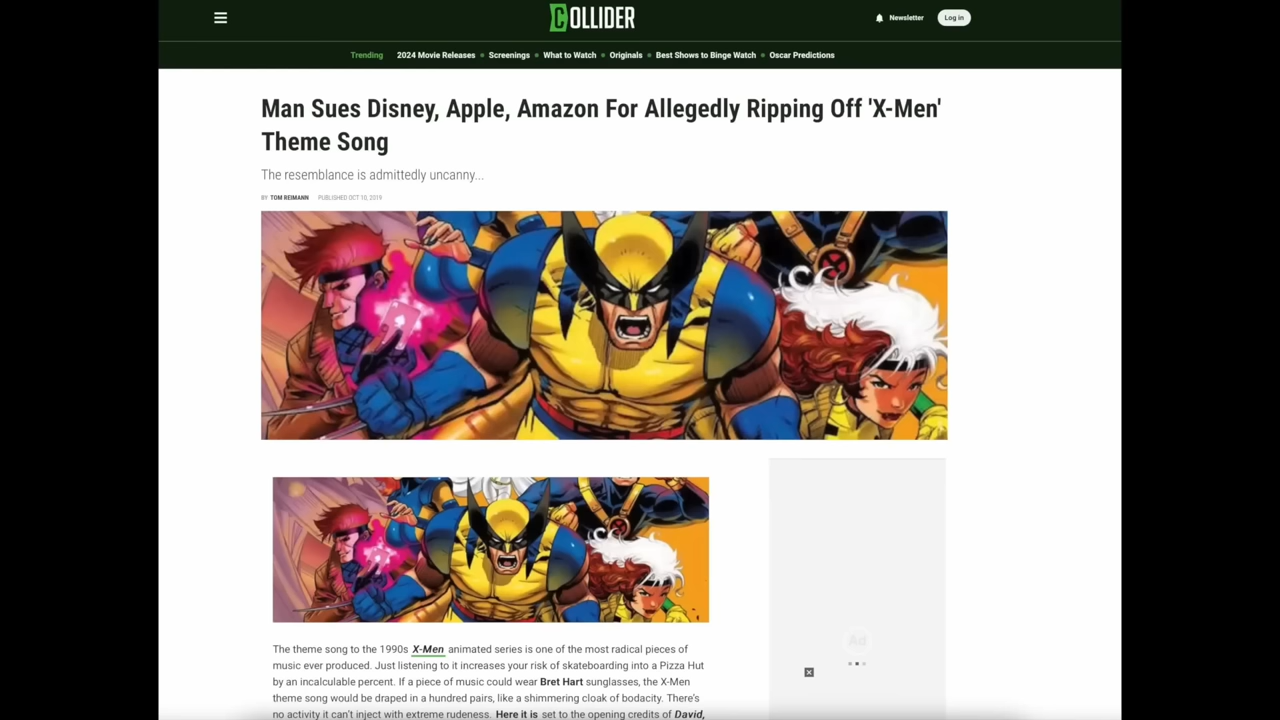 COLLIDER
Newsletter
Log in
Trending 2024 Movie Releases Screenings What to Watch Originals Best Shows to Binge Watch Oscar Predictions
Man Sues Disney, Apple, Amazon For Allegedly Ripping Off 'X-Men'
Theme Song
The resemblance is admittedly uncanny...
BY TOM REIMANN PUBLISHED OCT 10, 2019
The theme song to the 1990s X-Men animated series is one of the most radical pieces of
music ever produced. Just listening to it increases your risk of skateboarding into a Pizza Hut
by an incalculable percent. If a piece of music could wear Bret Hart sunglasses, the X-Men
theme song would be draped in a hundred pairs, like a shimmering cloak of bodacity. There's
no activity it can't inject with extreme rudeness. Here it is set to the opening credits of David,
Ad